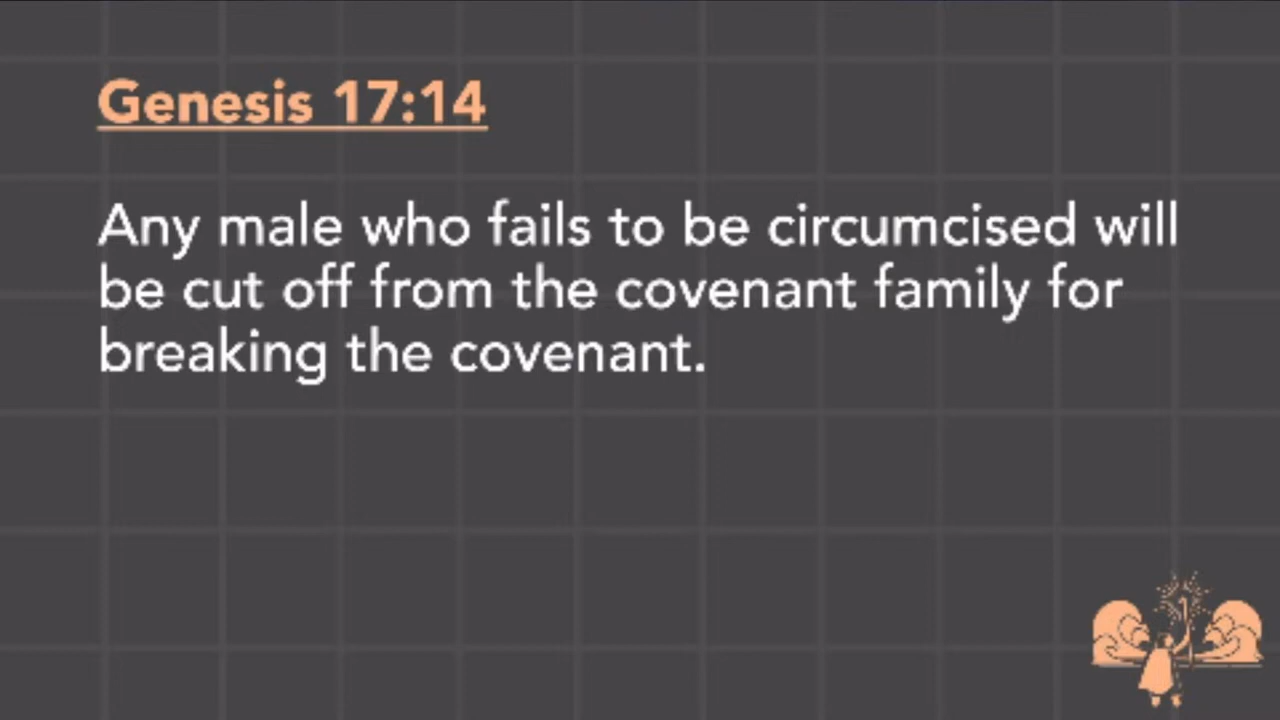 Genesis 17:14
Any male who fails to be circumcised will
be cut off from the covenant family for
breaking the covenant.